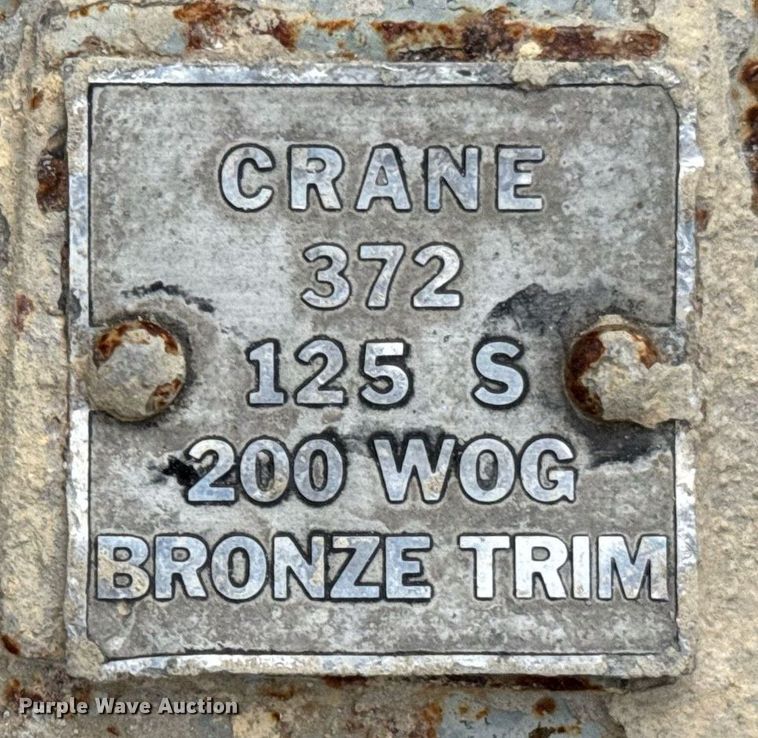 CRANE
372
125 S
200 WOG
BRONZE TRIM
Purple Wave Auction